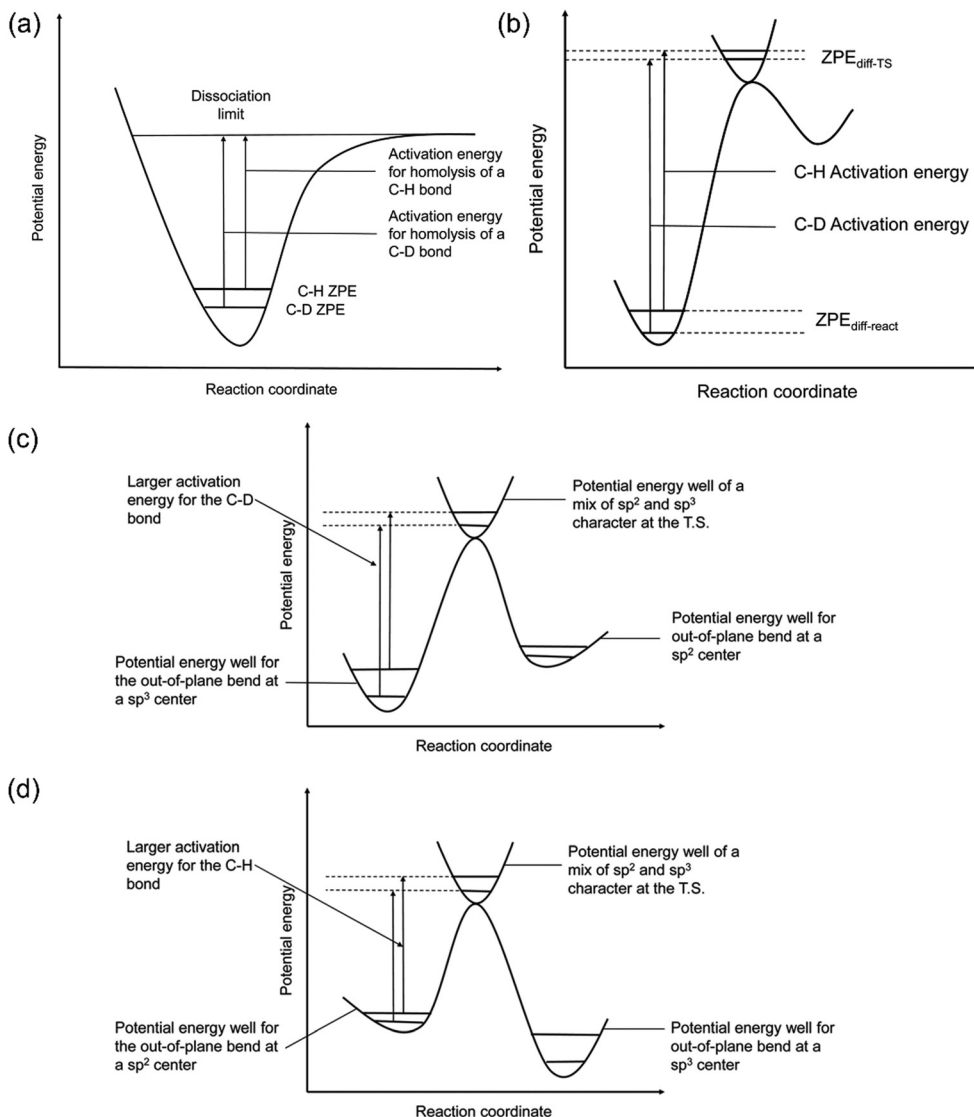 (a)
Potential energy
Dissociation
limit
Activation energy
for homolysis of a
C-H bond
Activation energy
for homolysis of a
C-D bond
C-H ZPE
C-D ZPE
Reaction coordinate
(b)
Potential energy
ZPEdiff-TS
C-H Activation energy
C-D Activation energy
ZPEdiff-react
Reaction coordinate
(c)
Larger activation
energy for the C-D
bond
Potential energy
Potential energy well of a
mix of sp² and sp³
character at the T.S.
Potential energy well for
out-of-plane bend at a
sp² center
Potential energy well for
the out-of-plane bend at
a sp³ center
Reaction coordinate
(d)
Larger activation
energy for the C-H
bond
Potential energy
Potential energy well of a
mix of sp² and sp³
character at the T.S.
Potential energy well for
the out-of-plane bend at
a sp² center
Potential energy well for
out-of-plane bend at a
sp³ center
Reaction coordinate